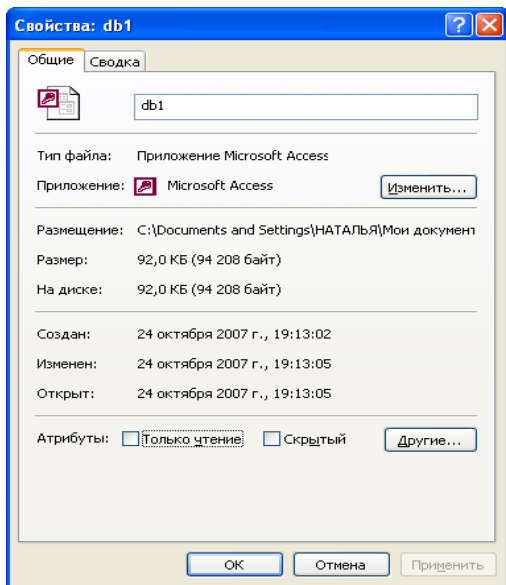 Свойства: db1
Общие Сводка
db1
Тип файла: Приложение Microsoft Access
Приложение: Microsoft Access Изменить...
Размещение: C:\Documents and Settings\НАТАЛЬЯ\Мои документ
Размер: 92,0 КБ (94 208 байт)
На диске: 92,0 КБ (94 208 байт)
Создан: 24 октября 2007 г., 19:13:02
Изменен: 24 октября 2007 г., 19:13:05
Открыт: 24 октября 2007 г., 19:13:05
Атрибуты: Только чтение Скрытый Другие...
ОК Отмена Применить